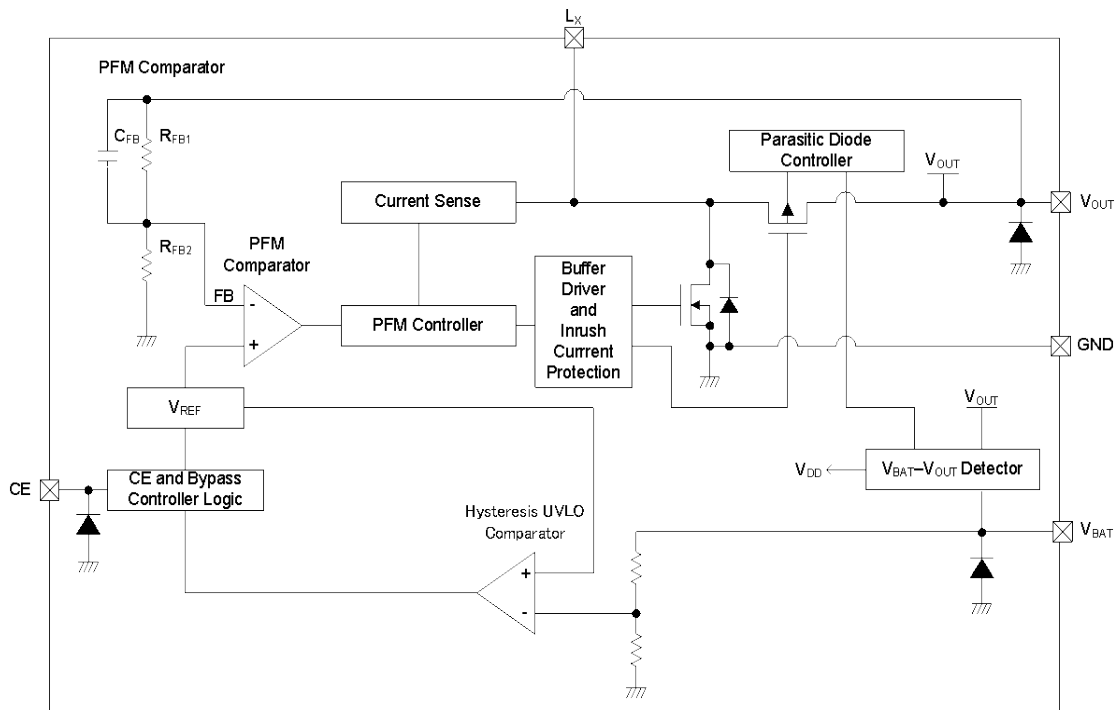 LX
PFM Comparator
CFB
RFB1
Parasitic Diode
Controller
VOUT
Current Sense
VOUT
RFB2
PFM
Comparator
Buffer
Driver
and
Inrush
Currrent
Protection
FB
-
+
PFM Controller
GND
VREF
VOUT
CE
CE and Bypass
Controller Logic
VDD
VBAT–VOUT Detector
Hysteresis UVLO
Comparator
VBAT
+
-